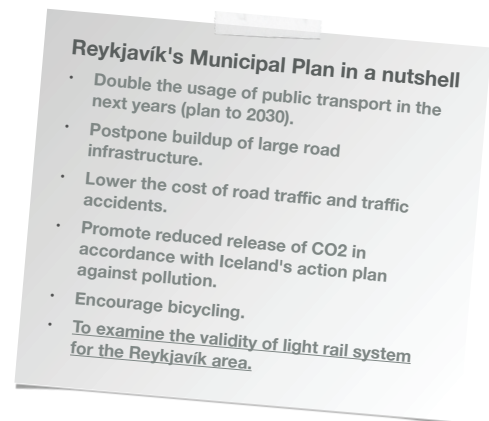 Reykjavík's Municipal Plan in a nutshell
• Double the usage of public transport in the
next years (plan to 2030).
• Postpone buildup of large road
infrastructure.
• Lower the cost of road traffic and traffic
accidents.
• Promote reduced release of CO2 in
accordance with Iceland's action plan
against pollution.
• Encourage bicycling.
• To examine the validity of light rail system
for the Reykjavík area.